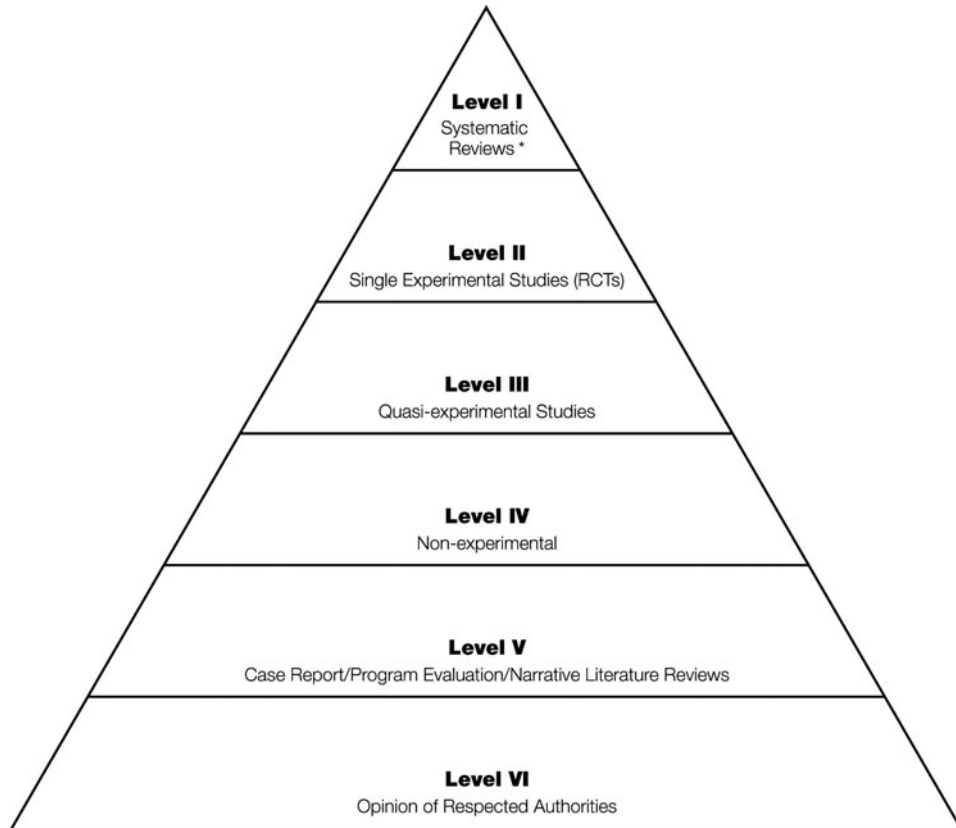 Level I
Systematic
Reviews *
Level II
Single Experimental Studies (RCTs)
Level III
Quasi-experimental Studies
Level IV
Non-experimental
Level V
Case Report/Program Evaluation/Narrative Literature Reviews
Level VI
Opinion of Respected Authorities